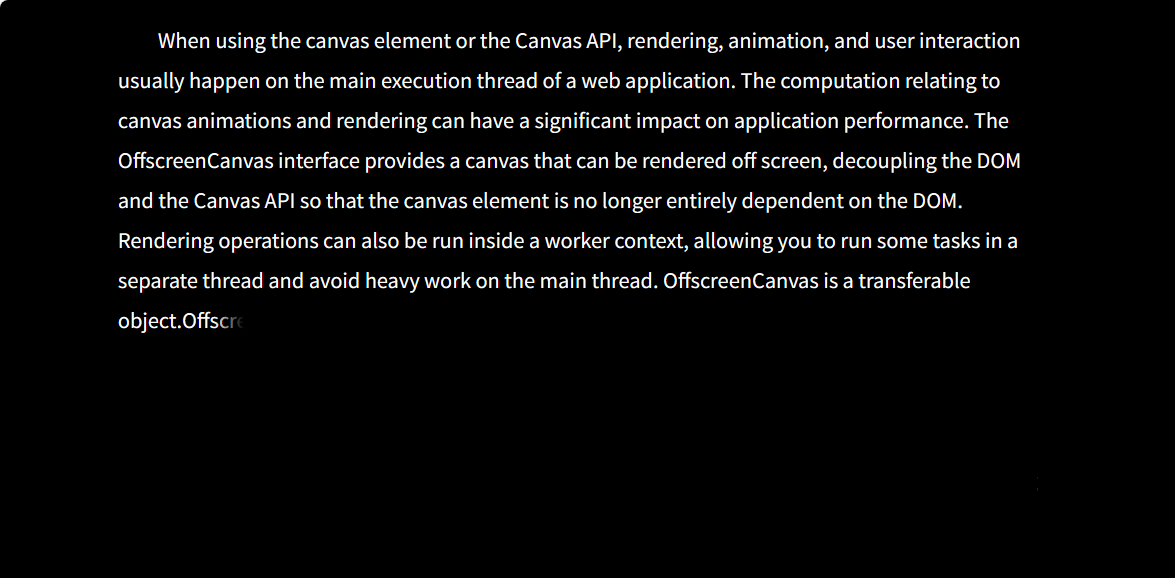 When using the canvas element or the Canvas API, rendering, animation, and user interaction
usually happen on the main execution thread of a web application. The computation relating to
canvas animations and rendering can have a significant impact on application performance. The
OffscreenCanvas interface provides a canvas that can be rendered off screen, decoupling the DOM
and the Canvas API so that the canvas element is no longer entirely dependent on the DOM.
Rendering operations can also be run inside a worker context, allowing you to run some tasks in a
separate thread and avoid heavy work on the main thread. OffscreenCanvas is a transferable
object.Offscre